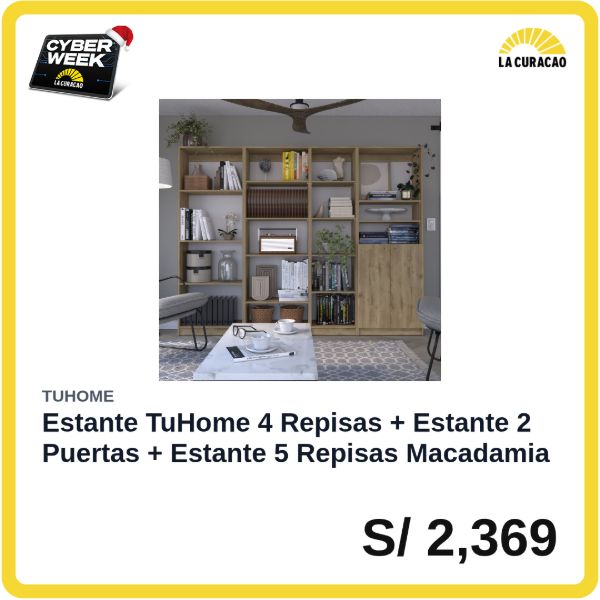 CYBER
WEEK
LA CURACAO
LA CURACAO
TUHOME
Estante TuHome 4 Repisas + Estante 2
Puertas + Estante 5 Repisas Macadamia
S/ 2,369